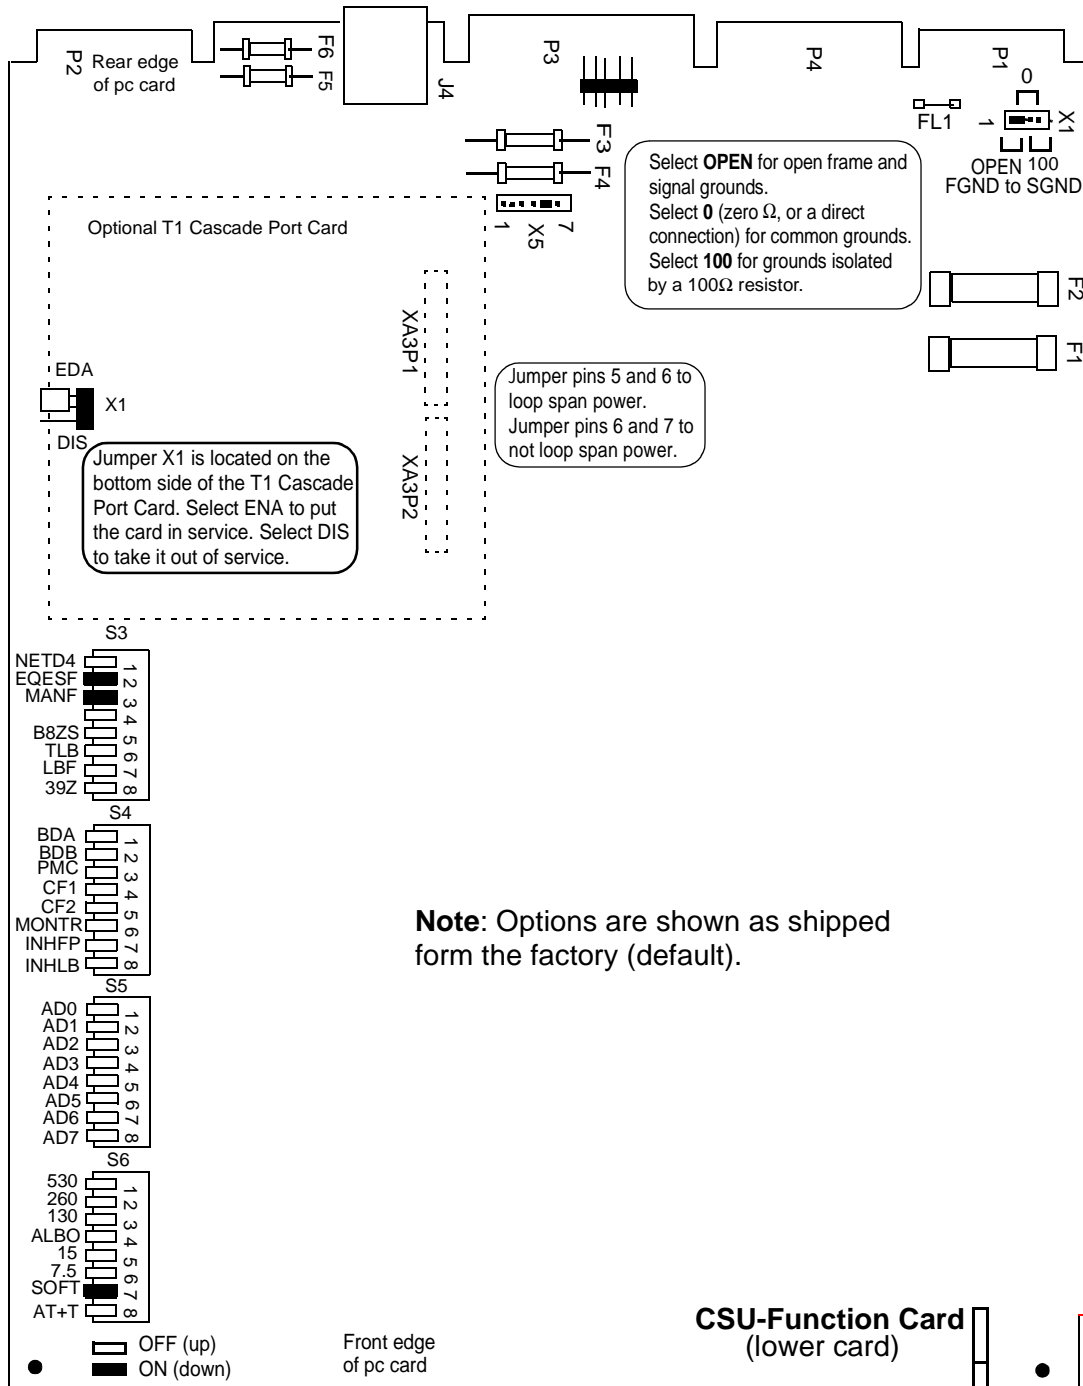 P2
Rear edge
of pc card
F6
F5
J4
P3
P4
P1
0
FL1
1
X1
OPEN 100
FGND to SGND
F3
F4
1
X5
7
Select OPEN for open frame and
signal grounds.
Select 0 (zero Ω, or a direct
connection) for common grounds.
Select 100 for grounds isolated
by a 100Ω resistor.
F2
F1
Optional T1 Cascade Port Card
XA3P1
XA3P2
EDA
X1
DIS
Jumper X1 is located on the
bottom side of the T1 Cascade
Port Card. Select ENA to put
the card in service. Select DIS
to take it out of service.
Jumper pins 5 and 6 to
loop span power.
Jumper pins 6 and 7 to
not loop span power.
S3
NETD4 1
EQESF 2
MANF 3
4
B8ZS 5
TLB 6
LBF 7
39Z 8
S4
BDA 1
BDB 2
PMC 3
CF1 4
CF2 5
MONTR 6
INHFP 7
INHLB 8
S5
AD0 1
AD1 2
AD2 3
AD3 4
AD4 5
AD5 6
AD6 7
AD7 8
S6
530 1
260 2
130 3
ALBO 4
15 5
7.5 6
SOFT 7
AT+T 8
Note: Options are shown as shipped
form the factory (default).
OFF (up)
ON (down)
Front edge
of pc card
CSU-Function Card
(lower card)